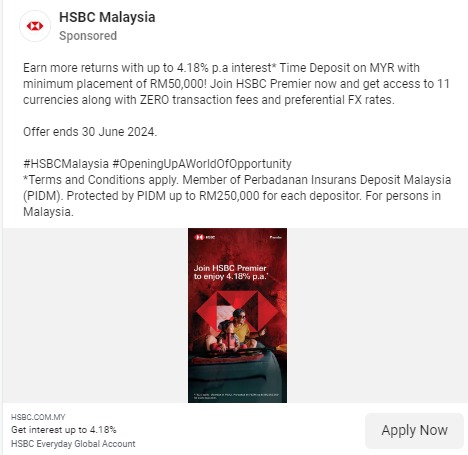 HSBC Malaysia
Sponsored
Earn more returns with up to 4.18% p.a interest* Time Deposit on MYR with
minimum placement of RM50,000! Join HSBC Premier now and get access to 11
currencies along with ZERO transaction fees and preferential FX rates.
Offer ends 30 June 2024.
#HSBCMalaysia #OpeningUpAWorldOfOpportunity
*Terms and Conditions apply. Member of Perbadanan Insurans Deposit Malaysia
(PIDM). Protected by PIDM up to RM250,000 for each depositor. For persons in
Malaysia.
HSBC Premier
Join HSBC Premier
to enjoy 4.18% p.a.*
HSBC.COM.MY
Get interest up to 4.18%
HSBC Everyday Global Account
Apply Now